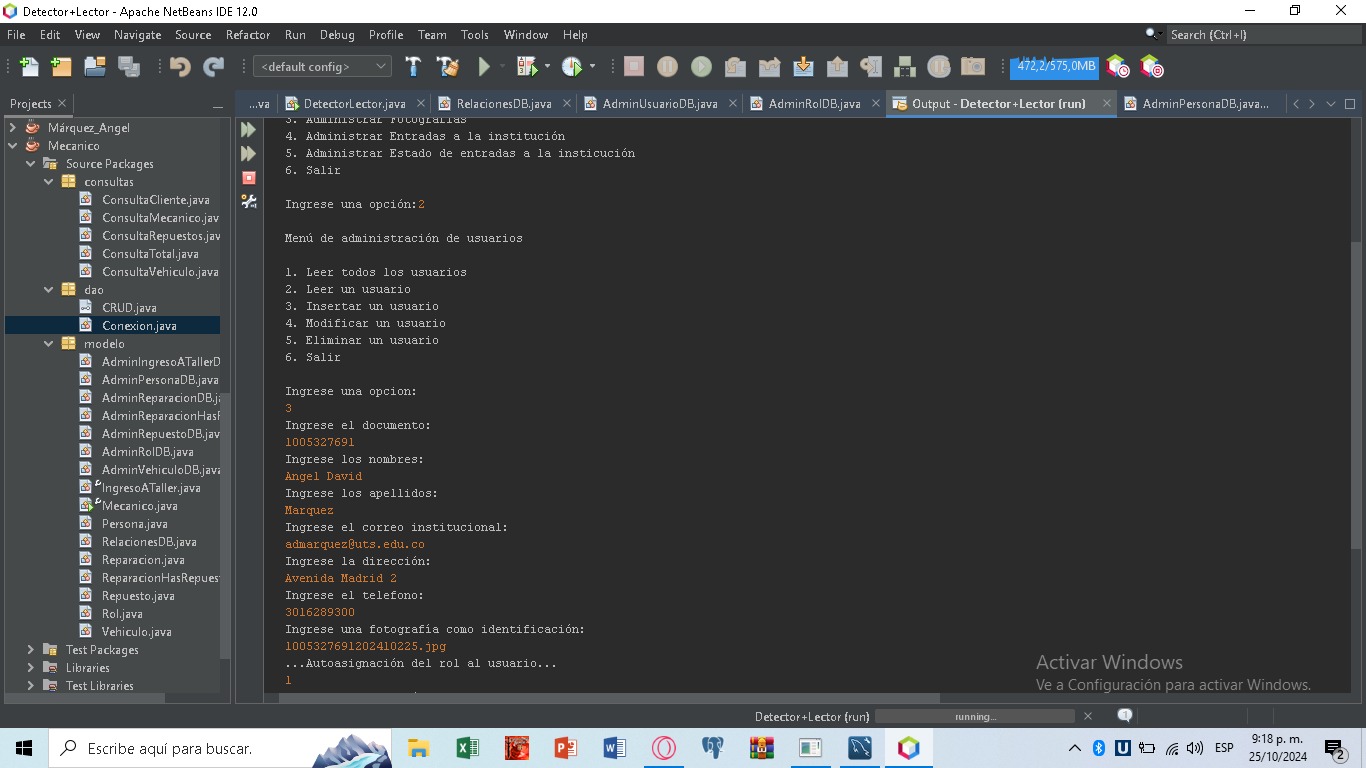 Detector+Lector - Apache NetBeans IDE 12.0
File Edit View Navigate Source Refactor Run Debug Profile Team Tools Window Help
Search (Ctrl+I)
<default config>
472,2/575,0MB
Projects
...va
DetectorLector.java
RelacionesDB.java
AdminUsuarioDB.java
AdminRolDB.java
Output - Detector+Lector (run)
AdminPersonaDB.java...
Márquez_Angel
Mecanico
Source Packages
consultas
ConsultaCliente.java
ConsultaMecanico.jav
ConsultaRepuestos.jav
ConsultaTotal.java
ConsultaVehiculo.java
dao
CRUD.java
Conexion.java
modelo
AdminIngresoATallerD
AdminPersonaDB.java
AdminReparacionDB.ja
AdminReparacionHasR
AdminRepuestoDB.jav
AdminRolDB.java
AdminVehiculoDB.java
IngresoATaller.java
Mecanico.java
Persona.java
RelacionesDB.java
Reparacion.java
ReparacionHasRepues
Repuesto.java
Rol.java
Vehiculo.java
Test Packages
Libraries
Test Libraries
3. Administrar Fotografías
4. Administrar Entradas a la institución
5. Administrar Estado de entradas a la insticución
6. Salir
Ingrese una opción:2
Menú de administración de usuarios
1. Leer todos los usuarios
2. Leer un usuario
3. Insertar un usuario
4. Modificar un usuario
5. Eliminar un usuario
6. Salir
Ingrese una opcion:
3
Ingrese el documento:
1005327691
Ingrese los nombres:
Angel David
Ingrese los apellidos:
Marquez
Ingrese el correo institucional:
admarquez@uts.edu.co
Ingrese la dirección:
Avenida Madrid 2
Ingrese el telefono:
3016289300
Ingrese una fotografía como identificación:
1005327691202410225.jpg
...Autoasignación del rol al usuario...
1
Activar Windows
Ve a Configuración para activar Windows.
Detector+Lector (run)
running...
1
Escribe aquí para buscar.
ESP
9:18 p. m.
25/10/2024
2